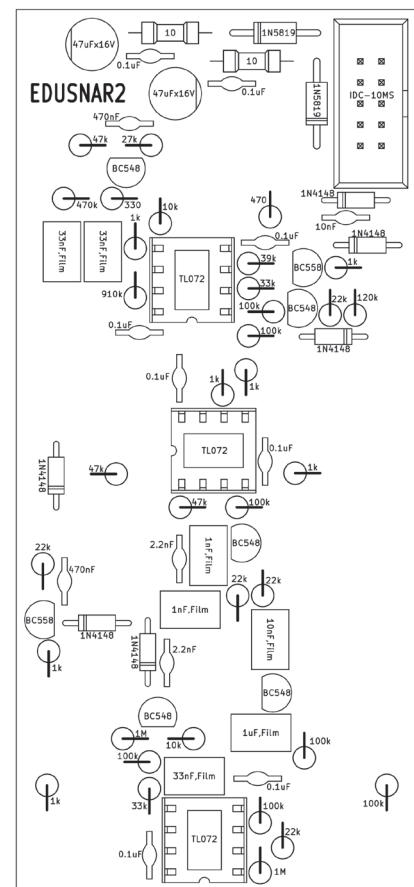 10
1N5819
47uFx16V
0.1uF
10
EDUSNAR2
47uFx16V
0.1uF
1N5819
IDC-10MS
470nF
47k
27k
BC548
1N4148
470k
330
10k
470
10nF
33nF,Film
33nF,Film
1k
0.1uF
1N4148
TL072
39k
BC558
1k
910k
33k
100k
BC548
22k
120k
0.1uF
100k
1N4148
0.1uF
1k
1k
TL072
0.1uF
1N4148
47k
1k
47k
100k
2.2nF
1nF,Film
BC548
22k
470nF
22k
22k
1nF,Film
10nF,Film
BC558
1N4148
1N4148
2.2nF
1k
BC548
BC548
1uF,Film
1M
10k
100k
100k
33nF,Film
0.1uF
1k
33k
100k
100k
TL072
22k
0.1uF
1M